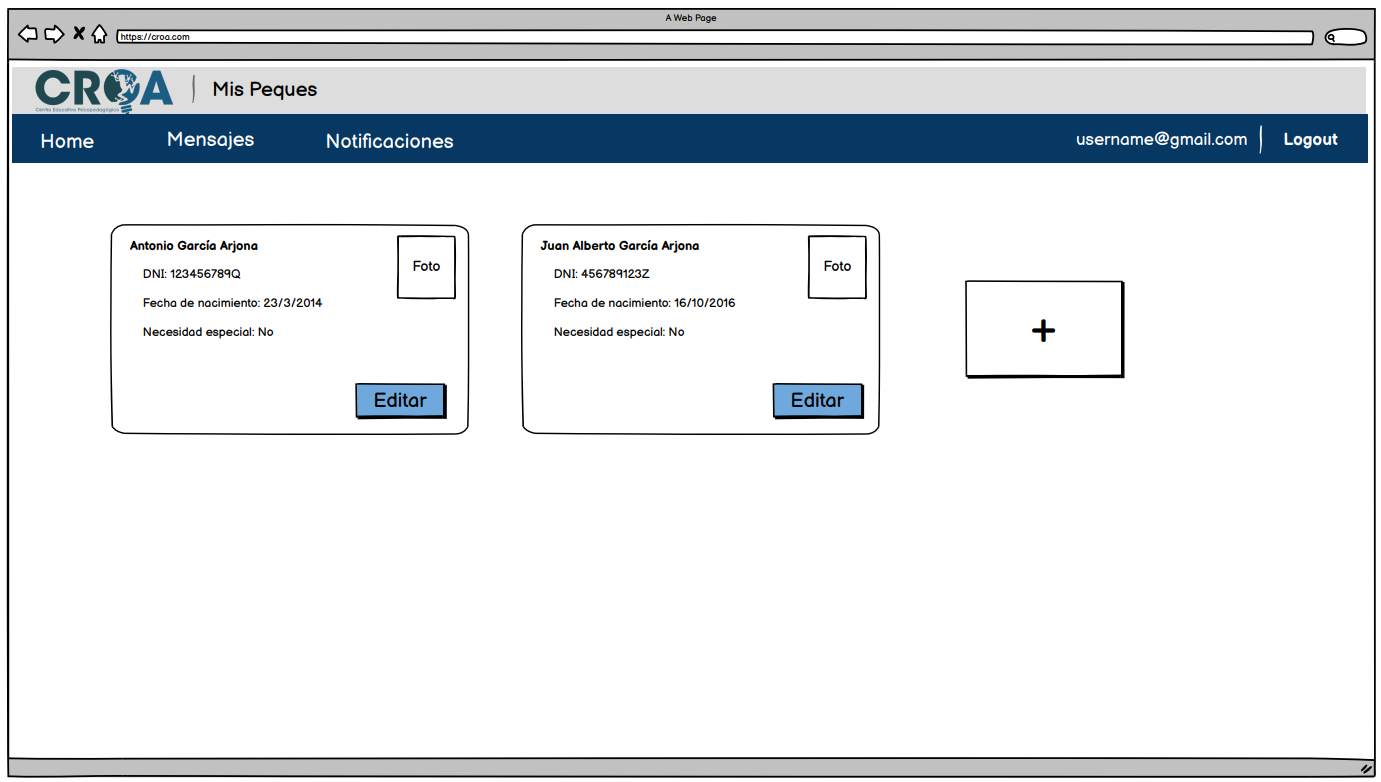 A Web Page
https://croa.com
CROA
Centro Educativo Psicopedagógico
Mis Peques
Home
Mensajes
Notificaciones
username@gmail.com
Logout
Antonio García Arjona
Foto
DNI: 123456789Q
Fecha de nacimiento: 23/3/2014
Necesidad especial: No
Editar
Juan Alberto García Arjona
Foto
DNI: 456789123Z
Fecha de nacimiento: 16/10/2016
Necesidad especial: No
Editar
+